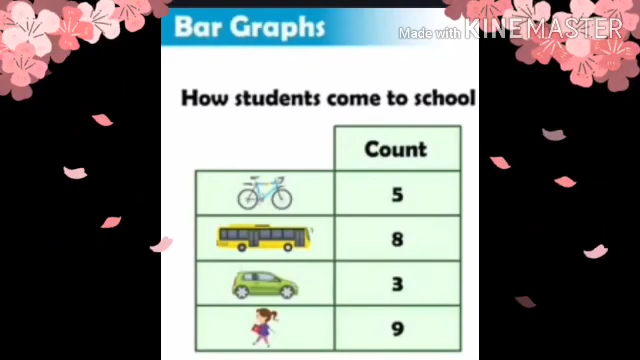 Bar Graphs
Made with KINEMASTER
How students come to school
Count
5
8
3
9